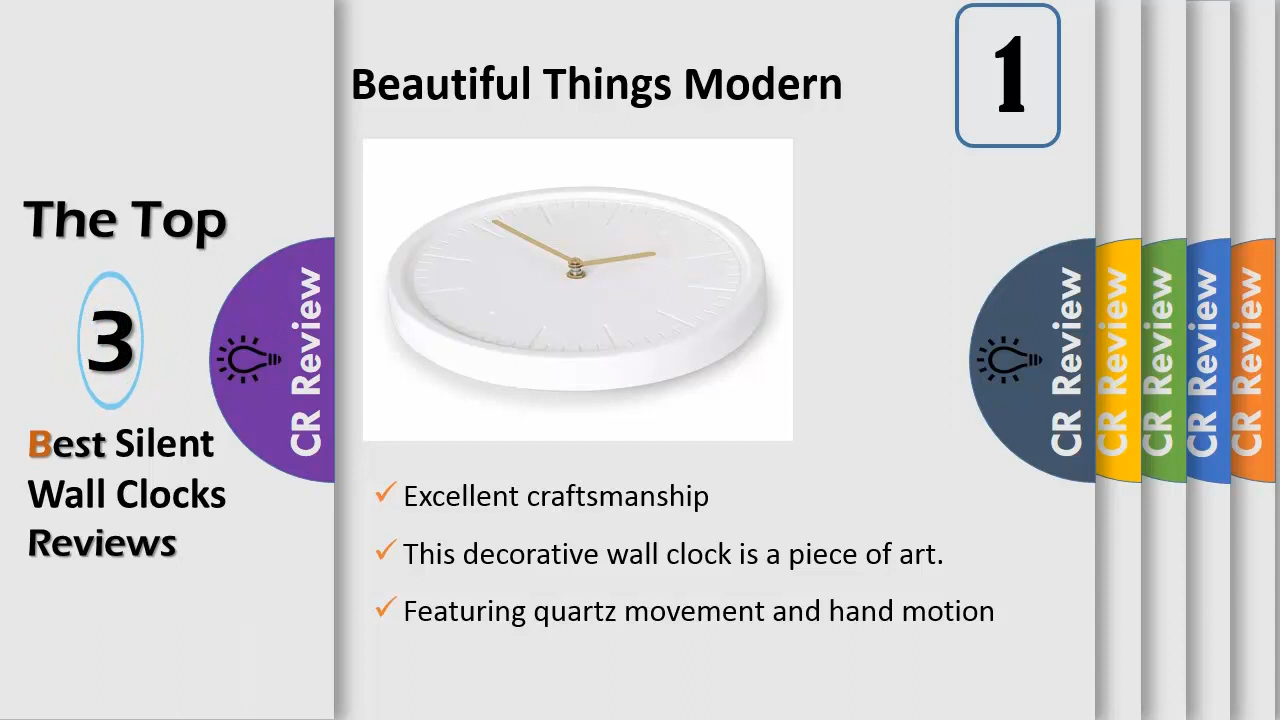 The Top
3
Best Silent
Wall Clocks
Reviews
CR Review
Beautiful Things Modern
1
Excellent craftsmanship
This decorative wall clock is a piece of art.
Featuring quartz movement and hand motion
CR Review
CR Review
CR Review
CR Review
CR Review